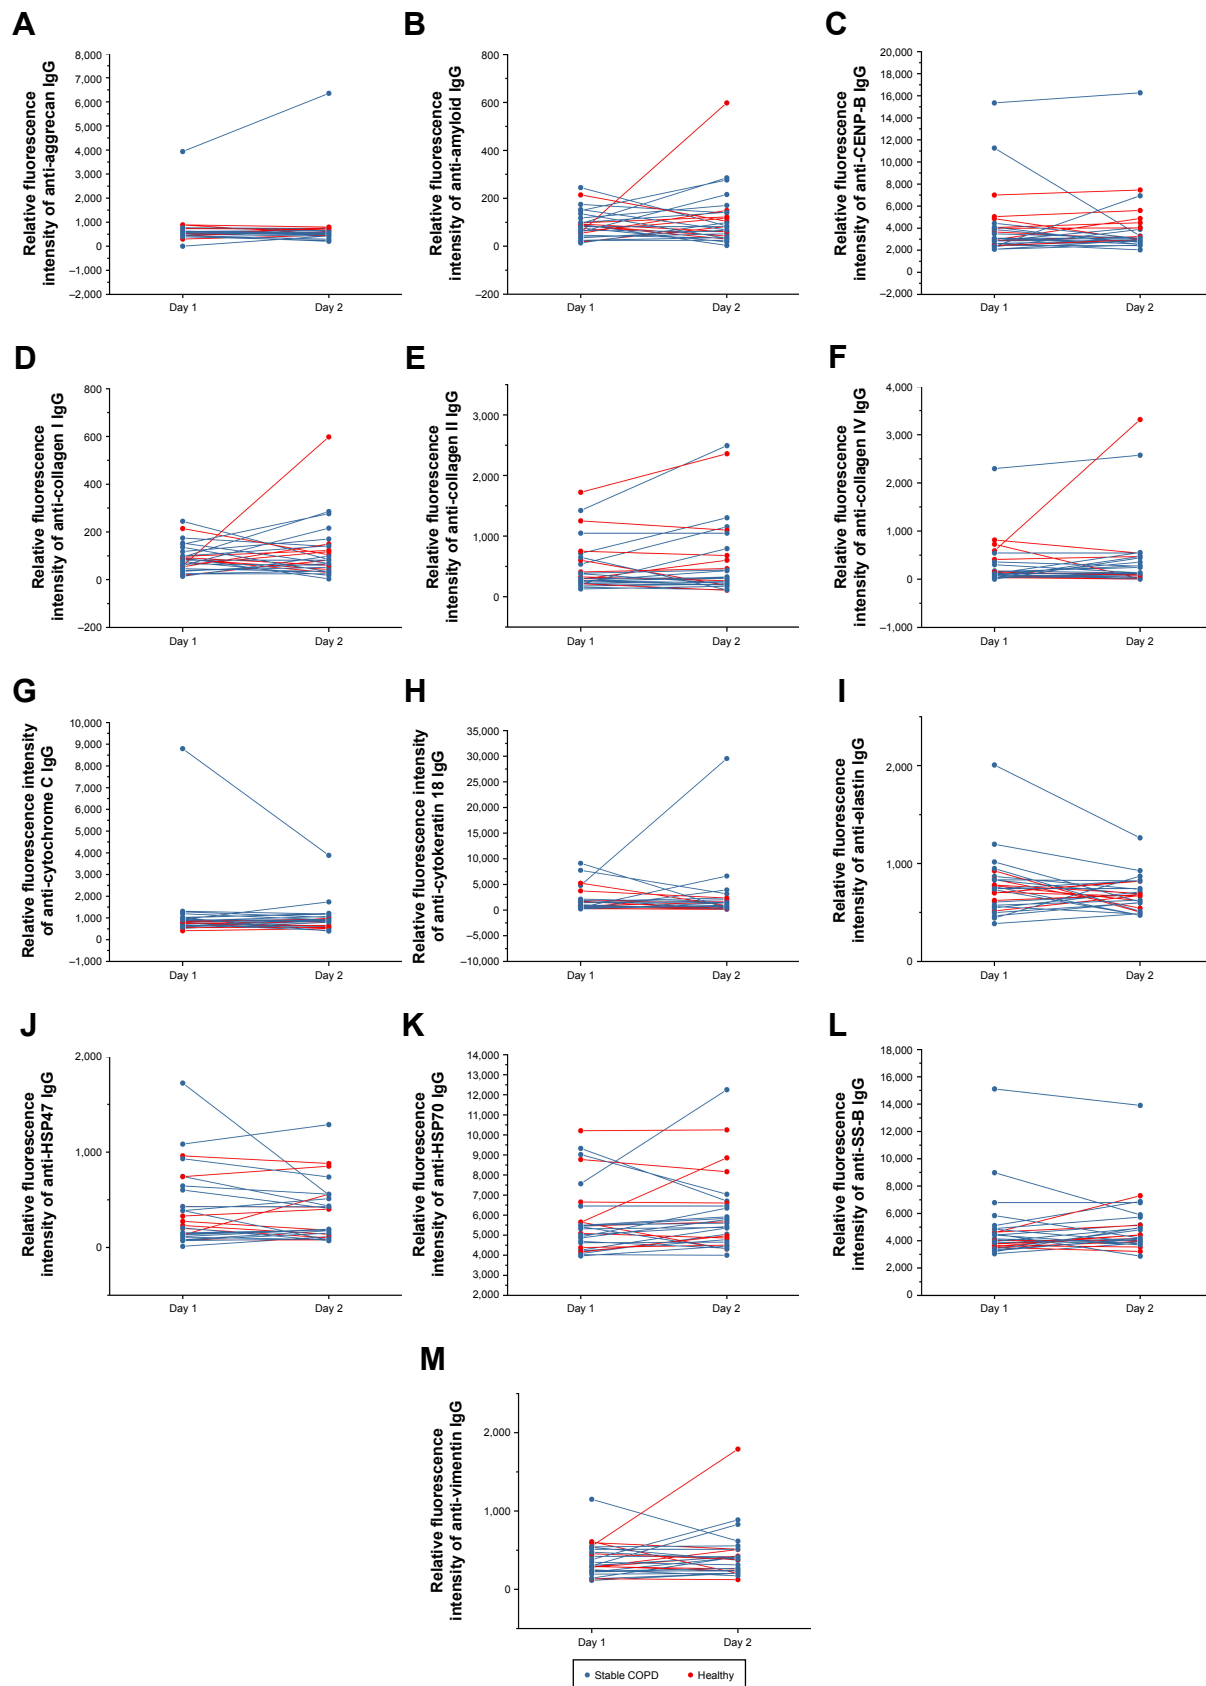 A
Relative fluorescence
intensity of anti-aggrecan IgG
8,000
7,000
6,000
5,000
4,000
3,000
2,000
1,000
0
–1,000
–2,000
Day 1
Day 2
B
Relative fluorescence
intensity of anti-amyloid IgG
800
600
400
200
0
–200
Day 1
Day 2
C
Relative fluorescence
intensity of anti-CENP-B IgG
20,000
18,000
16,000
14,000
12,000
10,000
8,000
6,000
4,000
2,000
0
–2,000
Day 1
Day 2
D
Relative fluorescence
intensity of anti-collagen I IgG
800
600
400
200
0
–200
Day 1
Day 2
E
Relative fluorescence
intensity of anti-collagen II IgG
3,000
2,000
1,000
0
Day 1
Day 2
F
Relative fluorescence
intensity of anti-collagen IV IgG
4,000
3,000
2,000
1,000
0
–1,000
Day 1
Day 2
G
Relative fluorescence intensity
of anti-cytochrome C IgG
10,000
9,000
8,000
7,000
6,000
5,000
4,000
3,000
2,000
1,000
0
–1,000
Day 1
Day 2
H
Relative fluorescence intensity
of anti-cytokeratin 18 IgG
35,000
30,000
25,000
20,000
15,000
10,000
5,000
0
–5,000
–10,000
Day 1
Day 2
I
Relative fluorescence
intensity of anti-elastin IgG
2,000
1,000
0
Day 1
Day 2
J
Relative fluorescence
intensity of anti-HSP47 IgG
2,000
1,000
0
Day 1
Day 2
K
Relative fluorescence
intensity of anti-HSP70 IgG
14,000
13,000
12,000
11,000
10,000
9,000
8,000
7,000
6,000
5,000
4,000
3,000
2,000
Day 1
Day 2
L
Relative fluorescence
intensity of anti-SS-B IgG
18,000
16,000
14,000
12,000
10,000
8,000
6,000
4,000
2,000
0
Day 1
Day 2
M
Relative fluorescence
intensity of anti-vimentin IgG
2,000
1,000
0
Day 1
Day 2
Stable COPD
Healthy